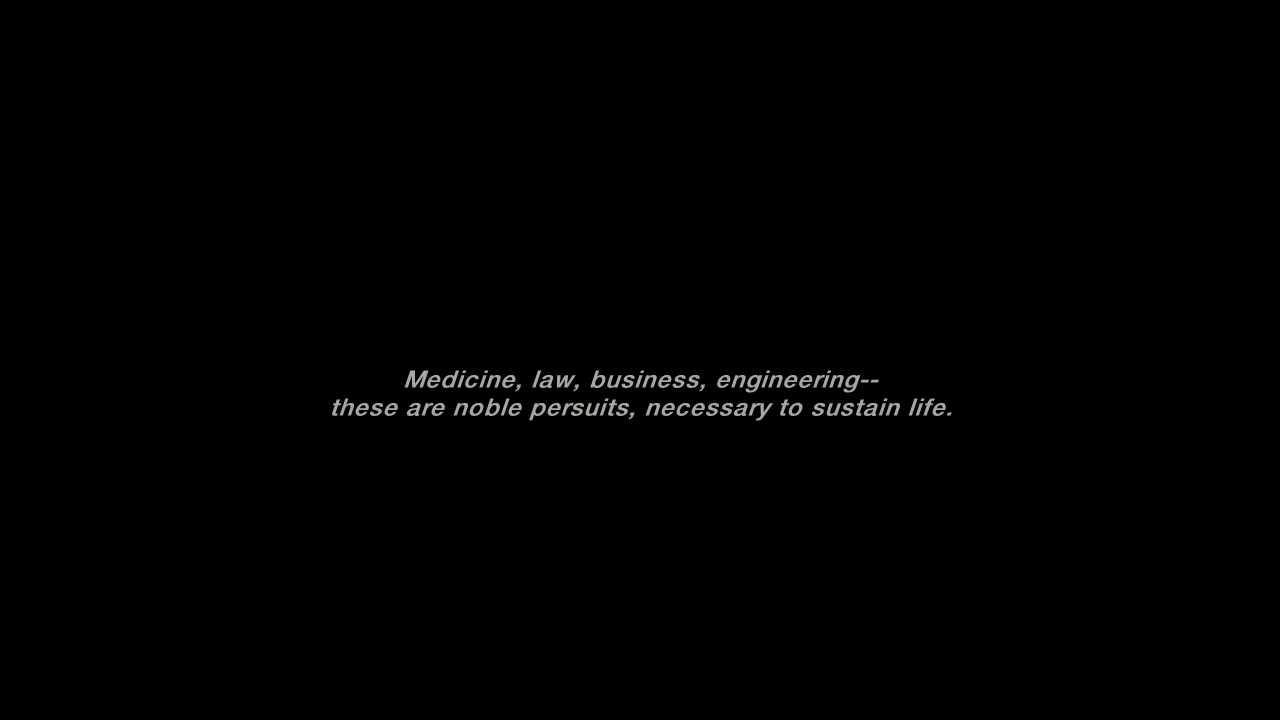 Medicine, law, business, engineering--
these are noble persuits, necessary to sustain life.